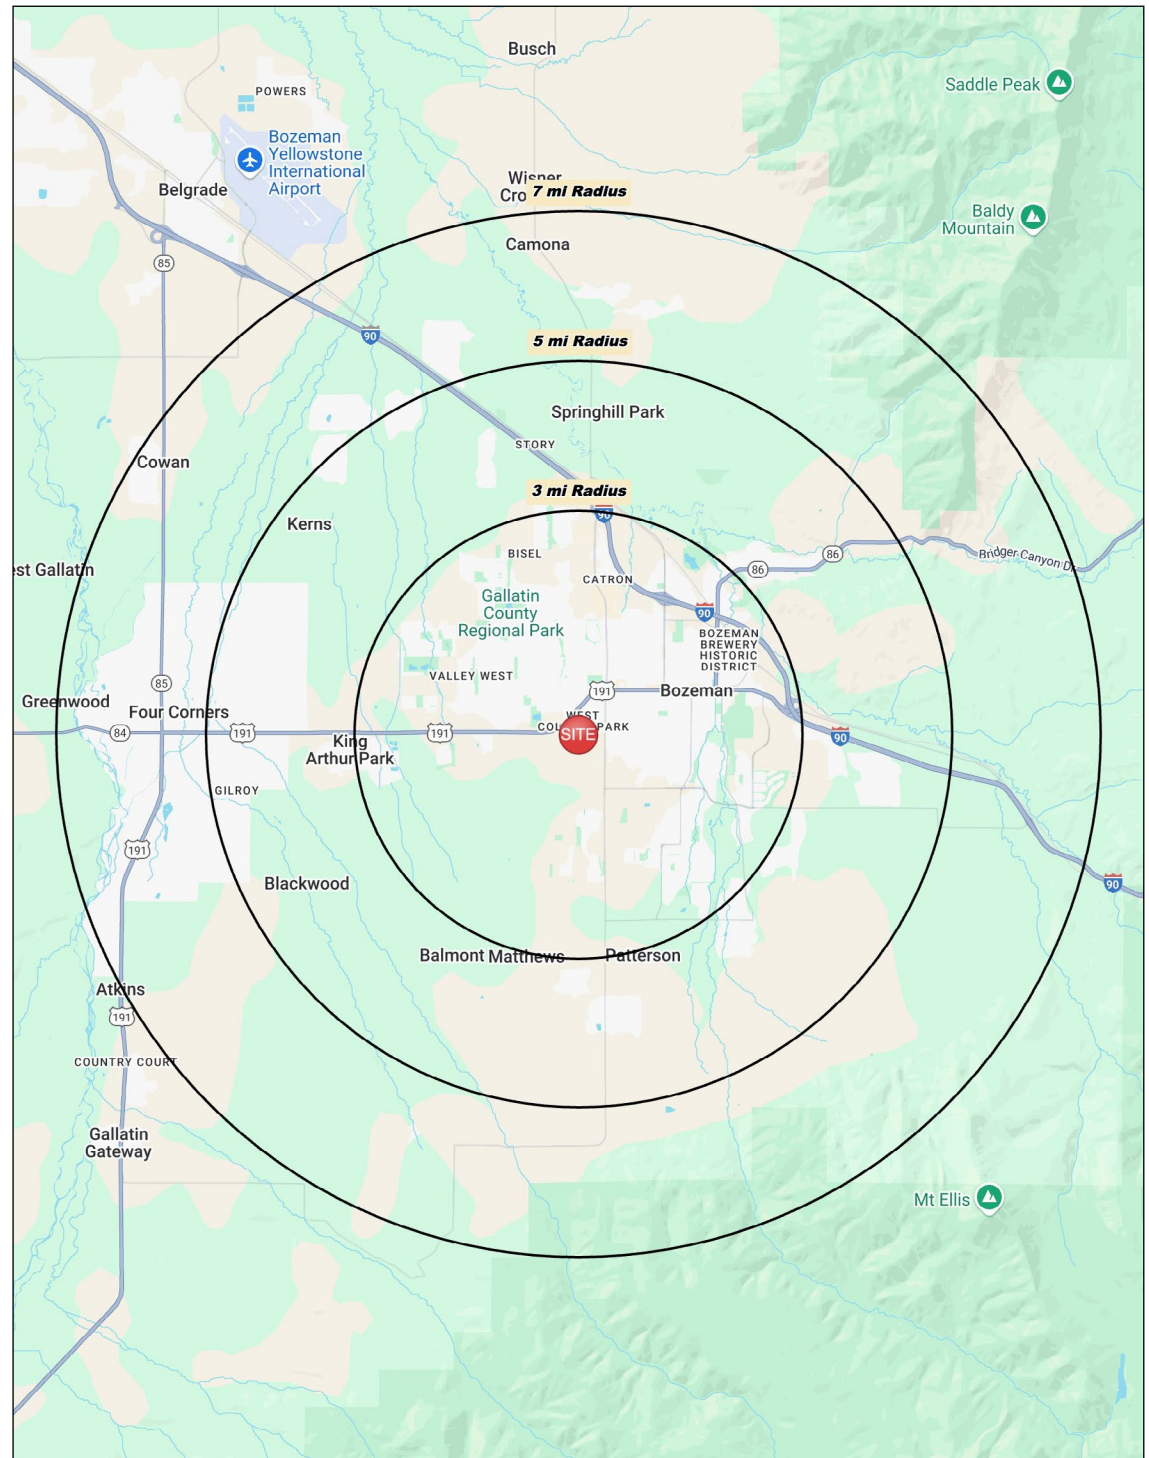 Busch
Saddle Peak
POWERS
Bozeman
Yellowstone
International
Airport
Belgrade
Wisner
Cro
7 mi Radius
Baldy
Mountain
Camona
85
90
5 mi Radius
Springhill Park
STORY
Cowan
3 mi Radius
90
Kerns
BISEL
86
Bridger Canyon Dr
est Gallatin
86
CATRON
Gallatin
County
Regional Park
90
BOZEMAN
BREWERY
HISTORIC
DISTRICT
VALLEY WEST
85
191
Bozeman
Greenwood
Four Corners
WEST
COL PARK
84
191
191
SITE
90
King
Arthur Park
GILROY
191
Blackwood
90
Balmont
Matthews
Patterson
Atkins
191
COUNTRY COURT
Gallatin
Gateway
Mt Ellis